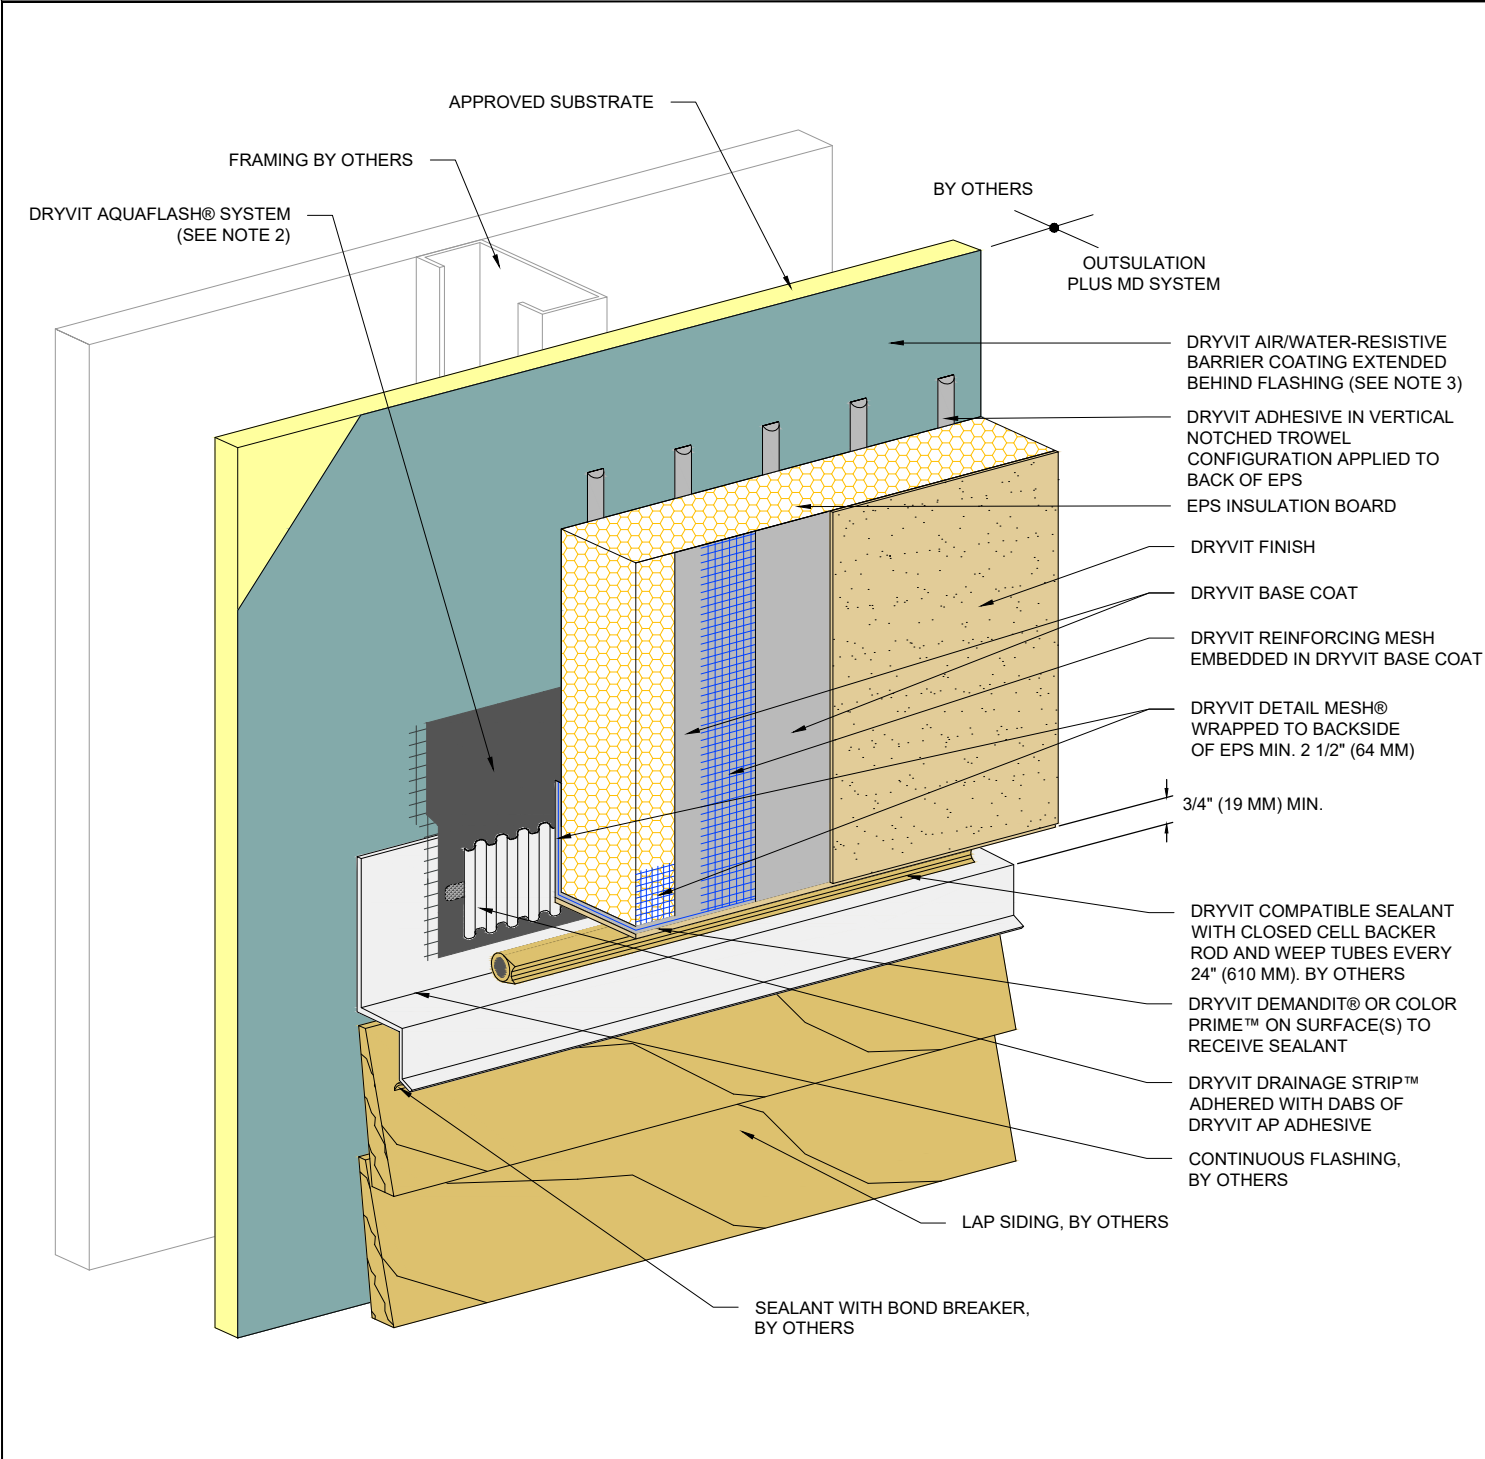 APPROVED SUBSTRATE
FRAMING BY OTHERS
DRYVIT AQUAFLASH® SYSTEM
(SEE NOTE 2)
BY OTHERS
OUTSULATION
PLUS MD SYSTEM
DRYVIT AIR/WATER-RESISTIVE
BARRIER COATING EXTENDED
BEHIND FLASHING (SEE NOTE 3)
DRYVIT ADHESIVE IN VERTICAL
NOTCHED TROWEL
CONFIGURATION APPLIED TO
BACK OF EPS
EPS INSULATION BOARD
DRYVIT FINISH
DRYVIT BASE COAT
DRYVIT REINFORCING MESH
EMBEDDED IN DRYVIT BASE COAT
DRYVIT DETAIL MESH®
WRAPPED TO BACKSIDE
OF EPS MIN. 2 1/2" (64 MM)
3/4" (19 MM) MIN.
DRYVIT COMPATIBLE SEALANT
WITH CLOSED CELL BACKER
ROD AND WEEP TUBES EVERY
24" (610 MM). BY OTHERS
DRYVIT DEMANDIT® OR COLOR
PRIME™ ON SURFACE(S) TO
RECEIVE SEALANT
DRYVIT DRAINAGE STRIP™
ADHERED WITH DABS OF
DRYVIT AP ADHESIVE
CONTINUOUS FLASHING,
BY OTHERS
LAP SIDING, BY OTHERS
SEALANT WITH BOND BREAKER,
BY OTHERS